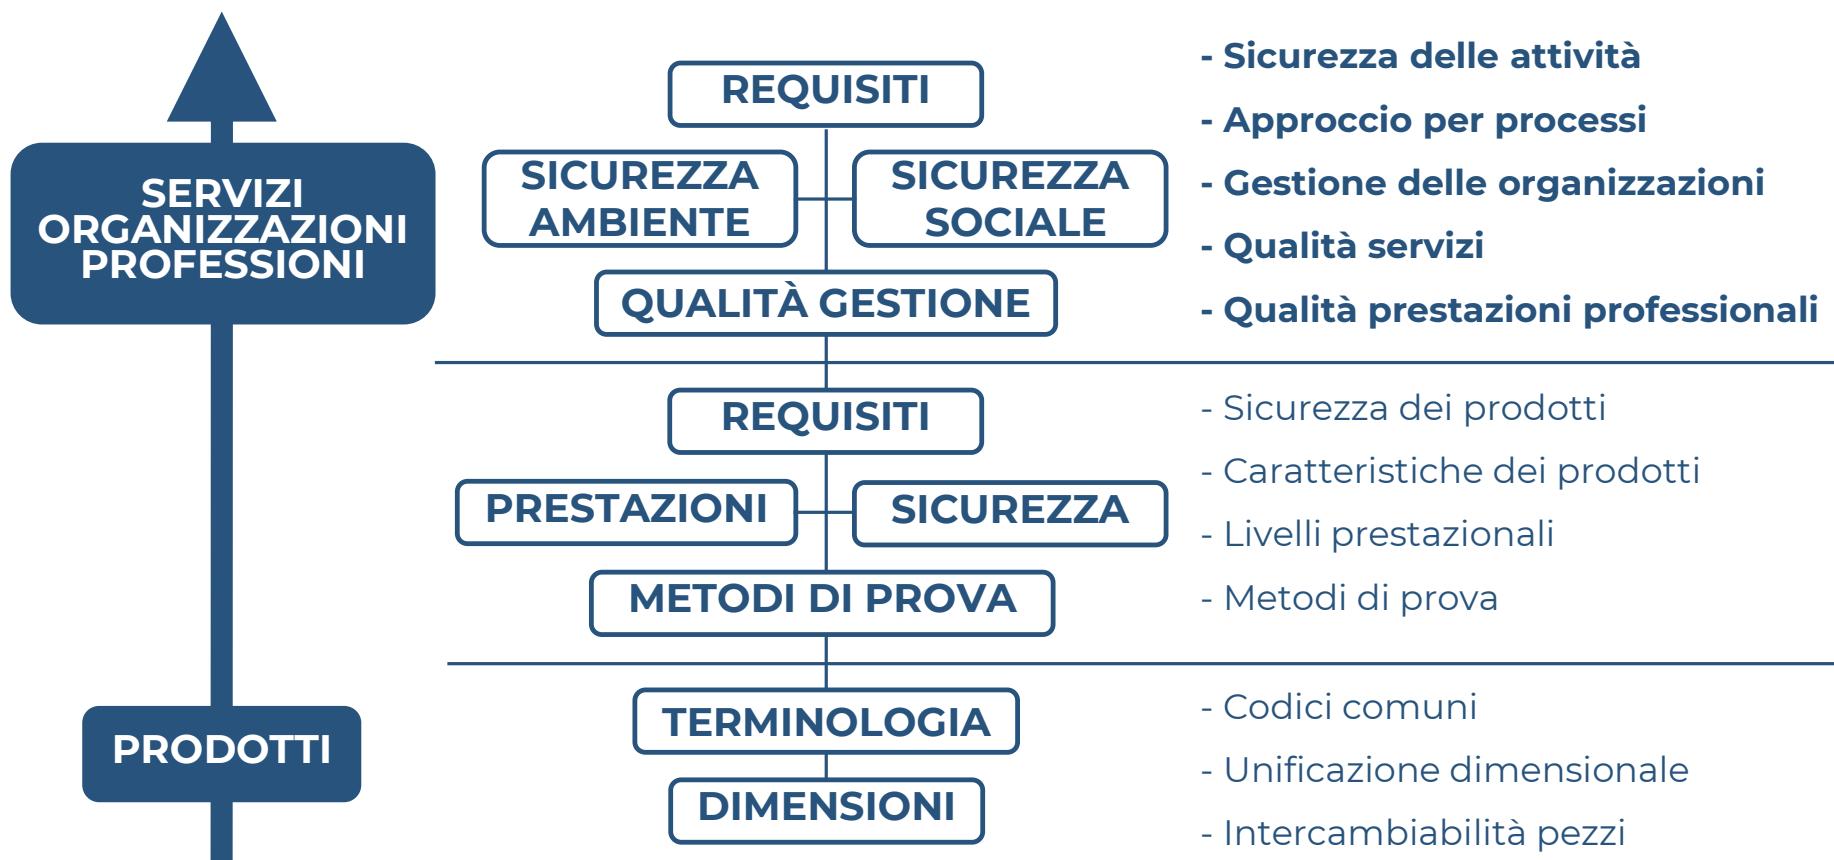 SERVIZI
ORGANIZZAZIONI
PROFESSIONI
PRODOTTI
REQUISITI
SICUREZZA
AMBIENTE
SICUREZZA
SOCIALE
QUALITÀ GESTIONE
- Sicurezza delle attività
- Approccio per processi
- Gestione delle organizzazioni
- Qualità servizi
- Qualità prestazioni professionali
REQUISITI
PRESTAZIONI
SICUREZZA
METODI DI PROVA
- Sicurezza dei prodotti
- Caratteristiche dei prodotti
- Livelli prestazionali
- Metodi di prova
TERMINOLOGIA
DIMENSIONI
- Codici comuni
- Unificazione dimensionale
- Intercambiabilità pezzi